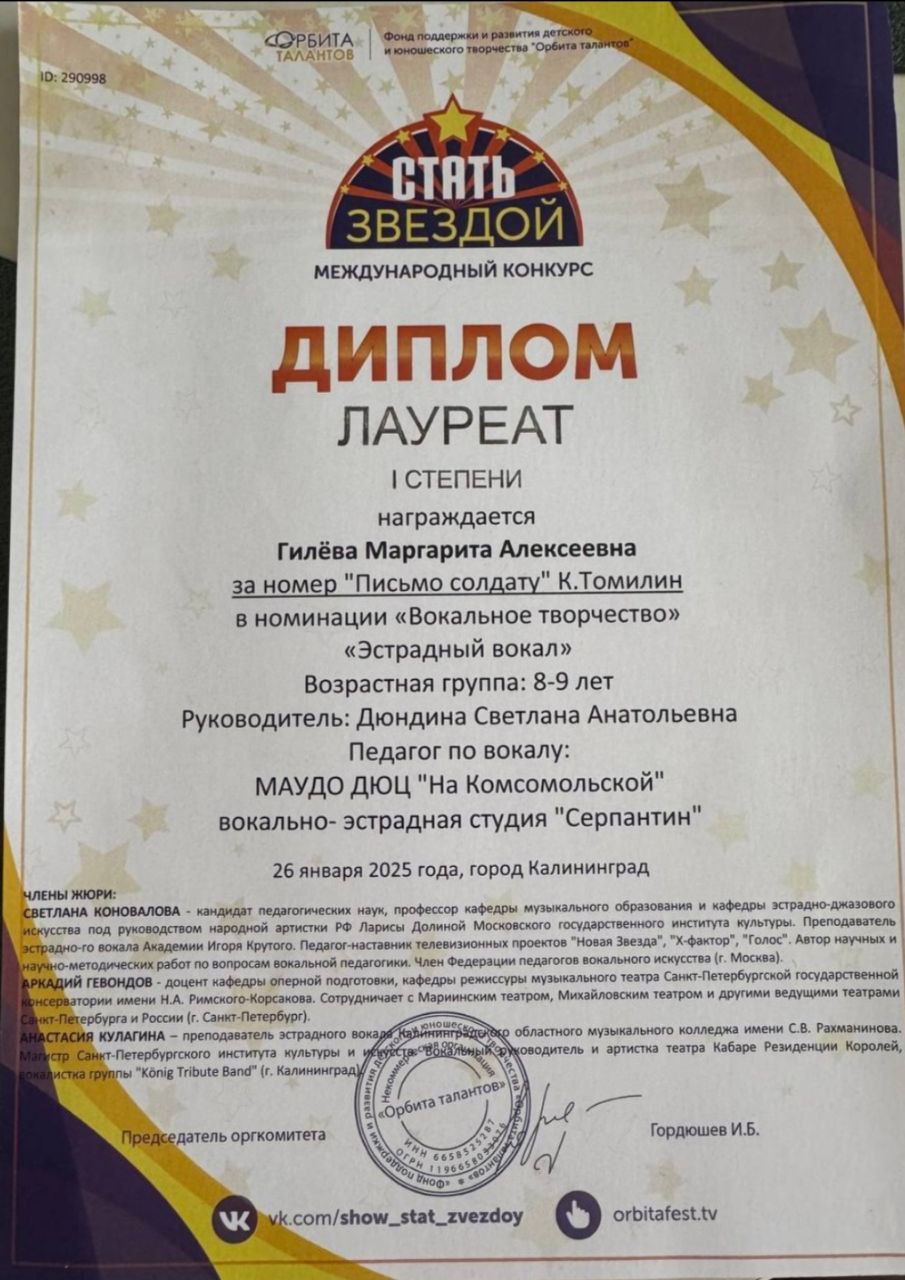 ОРБИТА
ТАЛАНТОВ
Фонд поддержки и развития детского
и юношеского творчества "Орбита талантов"
ID: 290998
СТАТЬ
ЗВЕЗДОЙ
МЕЖДУНАРОДНЫЙ КОНКУРС
ДИПЛОМ
ЛАУРЕАТ
I СТЕПЕНИ
награждается
Гилёва Маргарита Алексеевна
за номер "Письмо солдату" К.Томилин
в номинации «Вокальное творчество»
«Эстрадный вокал»
Возрастная группа: 8-9 лет
Руководитель: Дюндина Светлана Анатольевна
Педагог по вокалу:
МАУДО ДЮЦ "На Комсомольской"
вокально- эстрадная студия "Серпантин"
26 января 2025 года, город Калининград
ЧЛЕНЫ ЖЮРИ:
СВЕТЛАНА КОНОВАЛОВА - кандидат педагогических наук, профессор кафедры музыкального образования и кафедры эстрадно-джазового
искусства под руководством народной артистки РФ Ларисы Долиной Московского государственного института культуры. Преподаватель
эстрадно-го вокала Академии Игоря Крутого. Педагог-наставник телевизионных проектов "Новая Звезда", "Х-фактор", "Голос". Автор научных и
научно-методических работ по вопросам вокальной педагогики. Член Федерации педагогов вокального искусства (г. Москва).
АРКАДИЙ ГЕВОНДОВ - доцент кафедры оперной подготовки, кафедры режиссуры музыкального театра Санкт-Петербургской государственной
консерватории имени Н.А. Римского-Корсакова. Сотрудничает с Мариинским театром, Михайловским театром и другими ведущими театрами
Санкт-Петербурга и России (г. Санкт-Петербург).
АНАСТАСИЯ КУЛАГИНА – преподаватель эстрадного вокала Калининградского областного музыкального колледжа имени С.В. Рахманинова.
Магистр Санкт-Петербургского института культуры и искусств. Вокальный руководитель и артистка театра Кабаре Резиденции Королей,
вокалистка группы "König Tribute Band" (г. Калининград).
Некоммерческая организация
«Орбита талантов»
ИНН 6658525287
Председатель оргкомитета
Гордюшев И.Б.
vk.com/show_stat_zvezdoy
orbitafest.tv